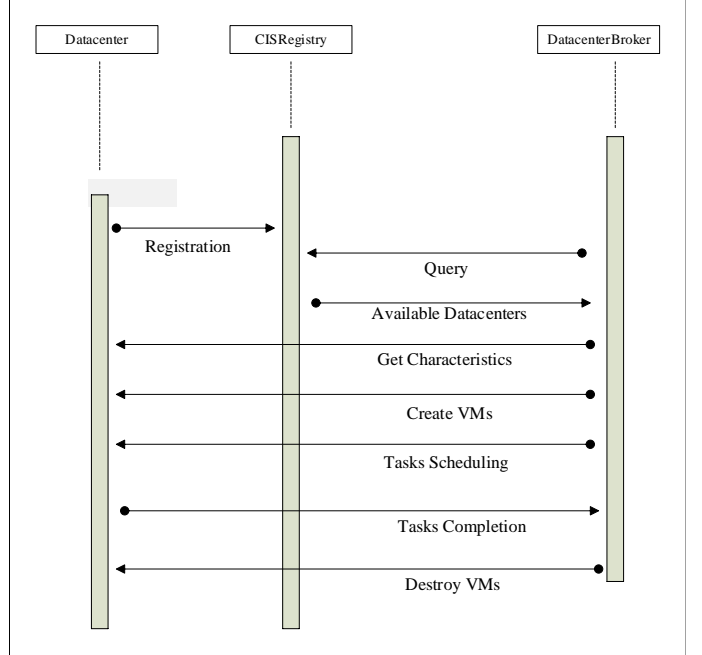 Datacenter
CISRegistry
DatacenterBroker
Registration
Query
Available Datacenters
Get Characteristics
Create VMs
Tasks Scheduling
Tasks Completion
Destroy VMs